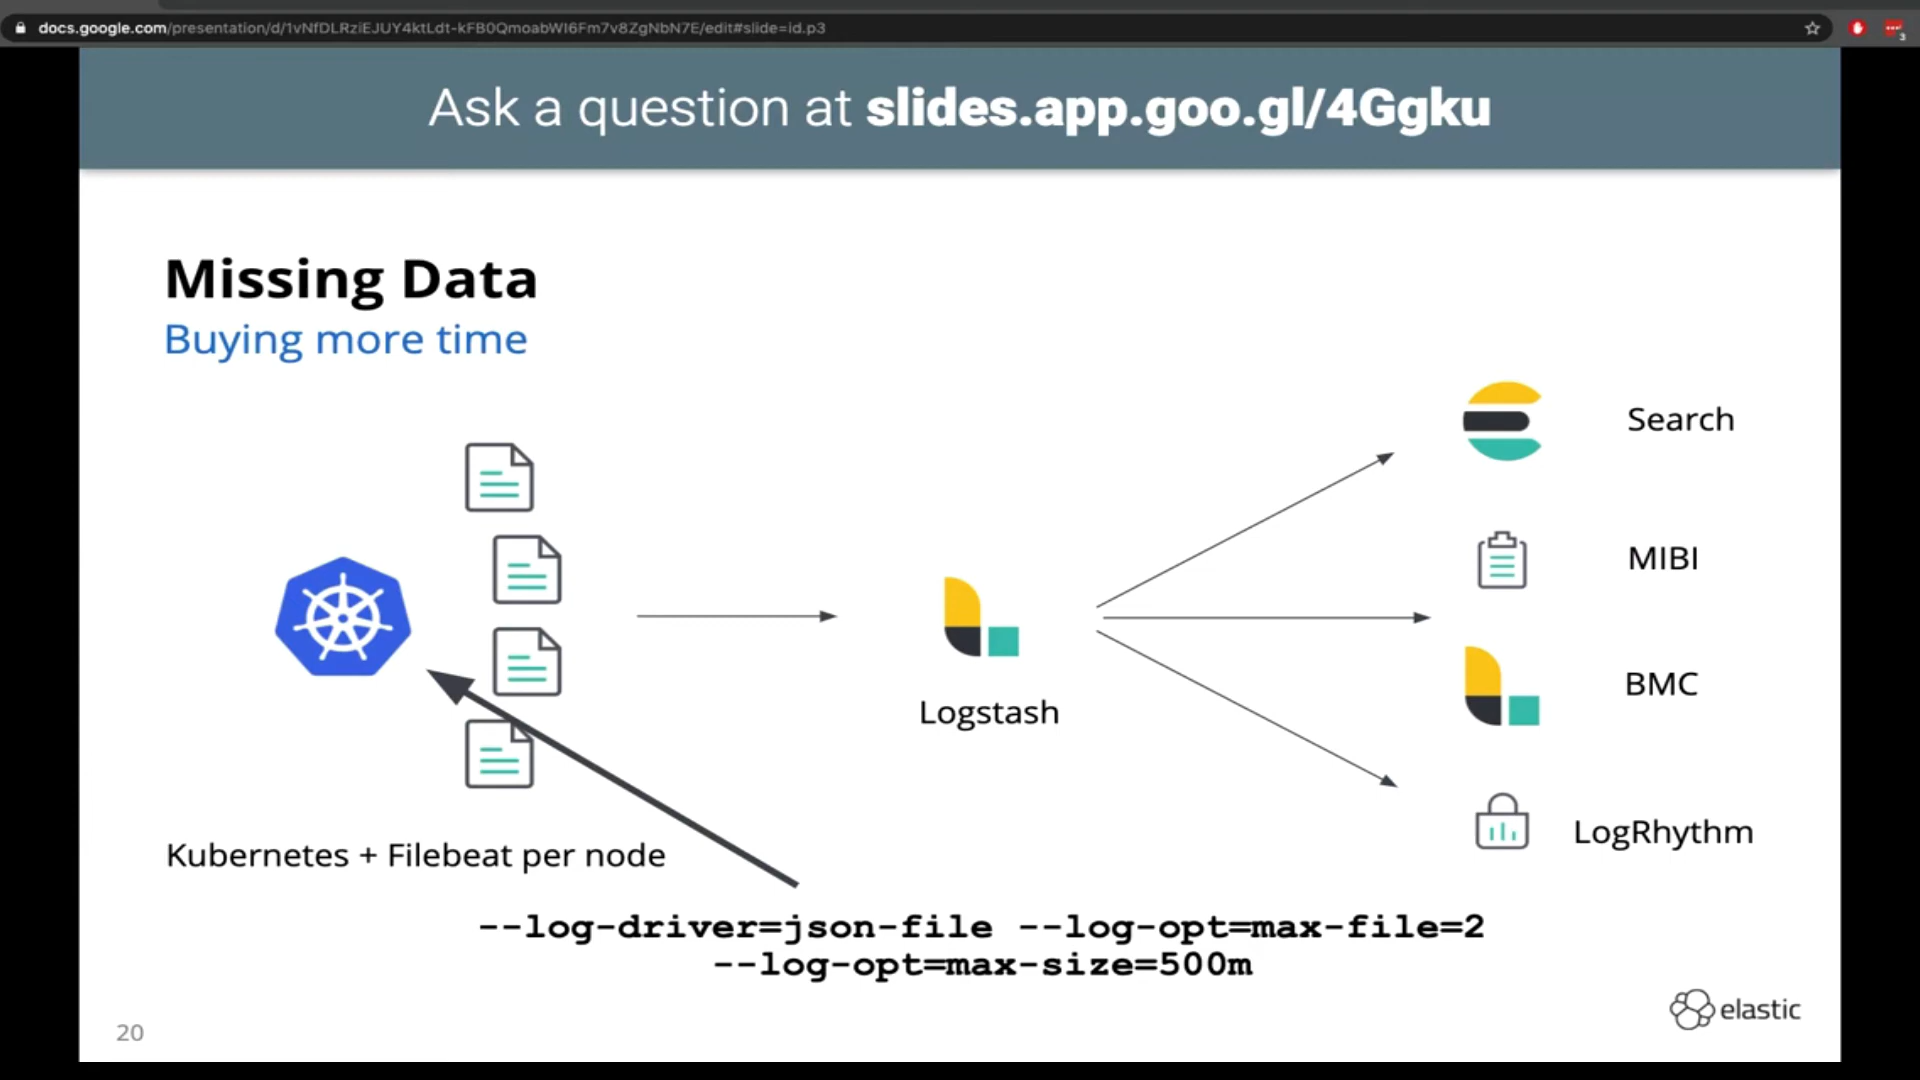 docs.google.com/presentation/d/1vNfDLRziEJUY4ktLdt-kFB0QmoabWI6Fm7v8ZgNbN7E/edit#slide=id.p3
3
Ask a question at slides.app.goo.gl/4Ggku
Missing Data
Buying more time
Search
MIBI
BMC
Logstash
LogRhythm
Kubernetes + Filebeat per node
--log-driver=json-file --log-opt=max-file=2
--log-opt=max-size=500m
elastic
20